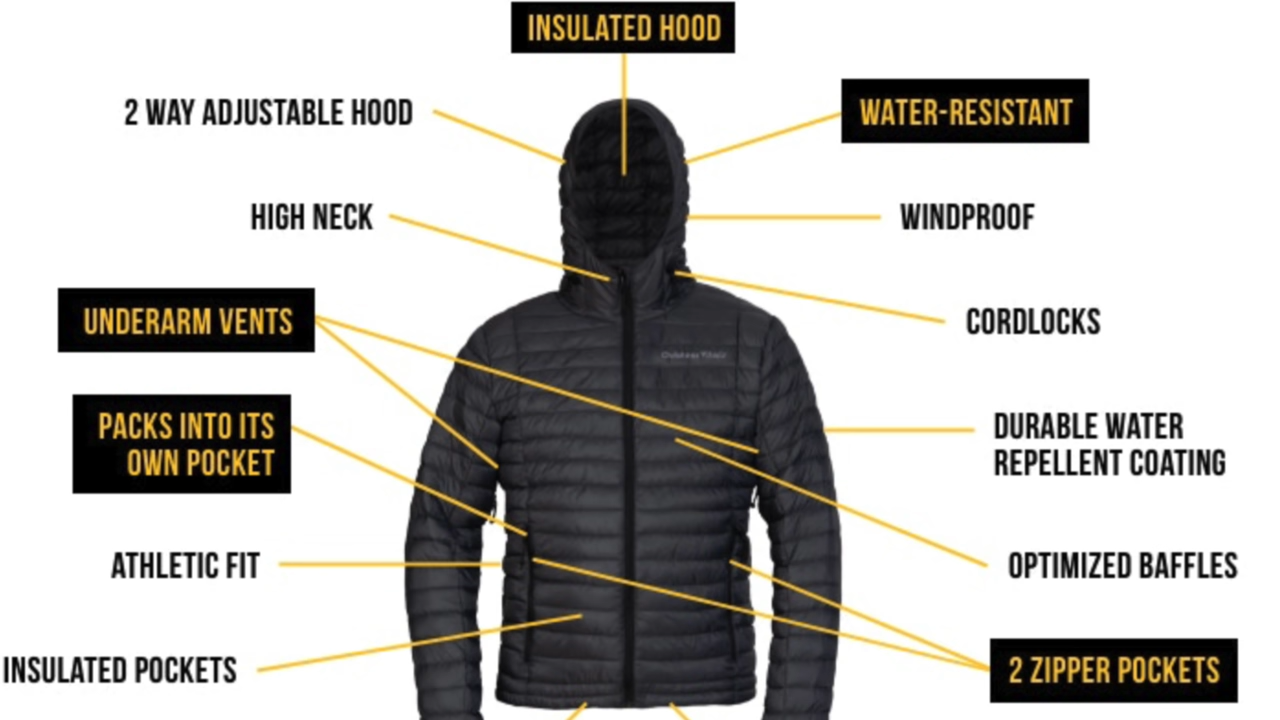 INSULATED HOOD
2 WAY ADJUSTABLE HOOD
WATER-RESISTANT
HIGH NECK
WINDPROOF
UNDERARM VENTS
CORDLOCKS
PACKS INTO ITS
OWN POCKET
DURABLE WATER
REPELLENT COATING
ATHLETIC FIT
OPTIMIZED BAFFLES
INSULATED POCKETS
2 ZIPPER POCKETS